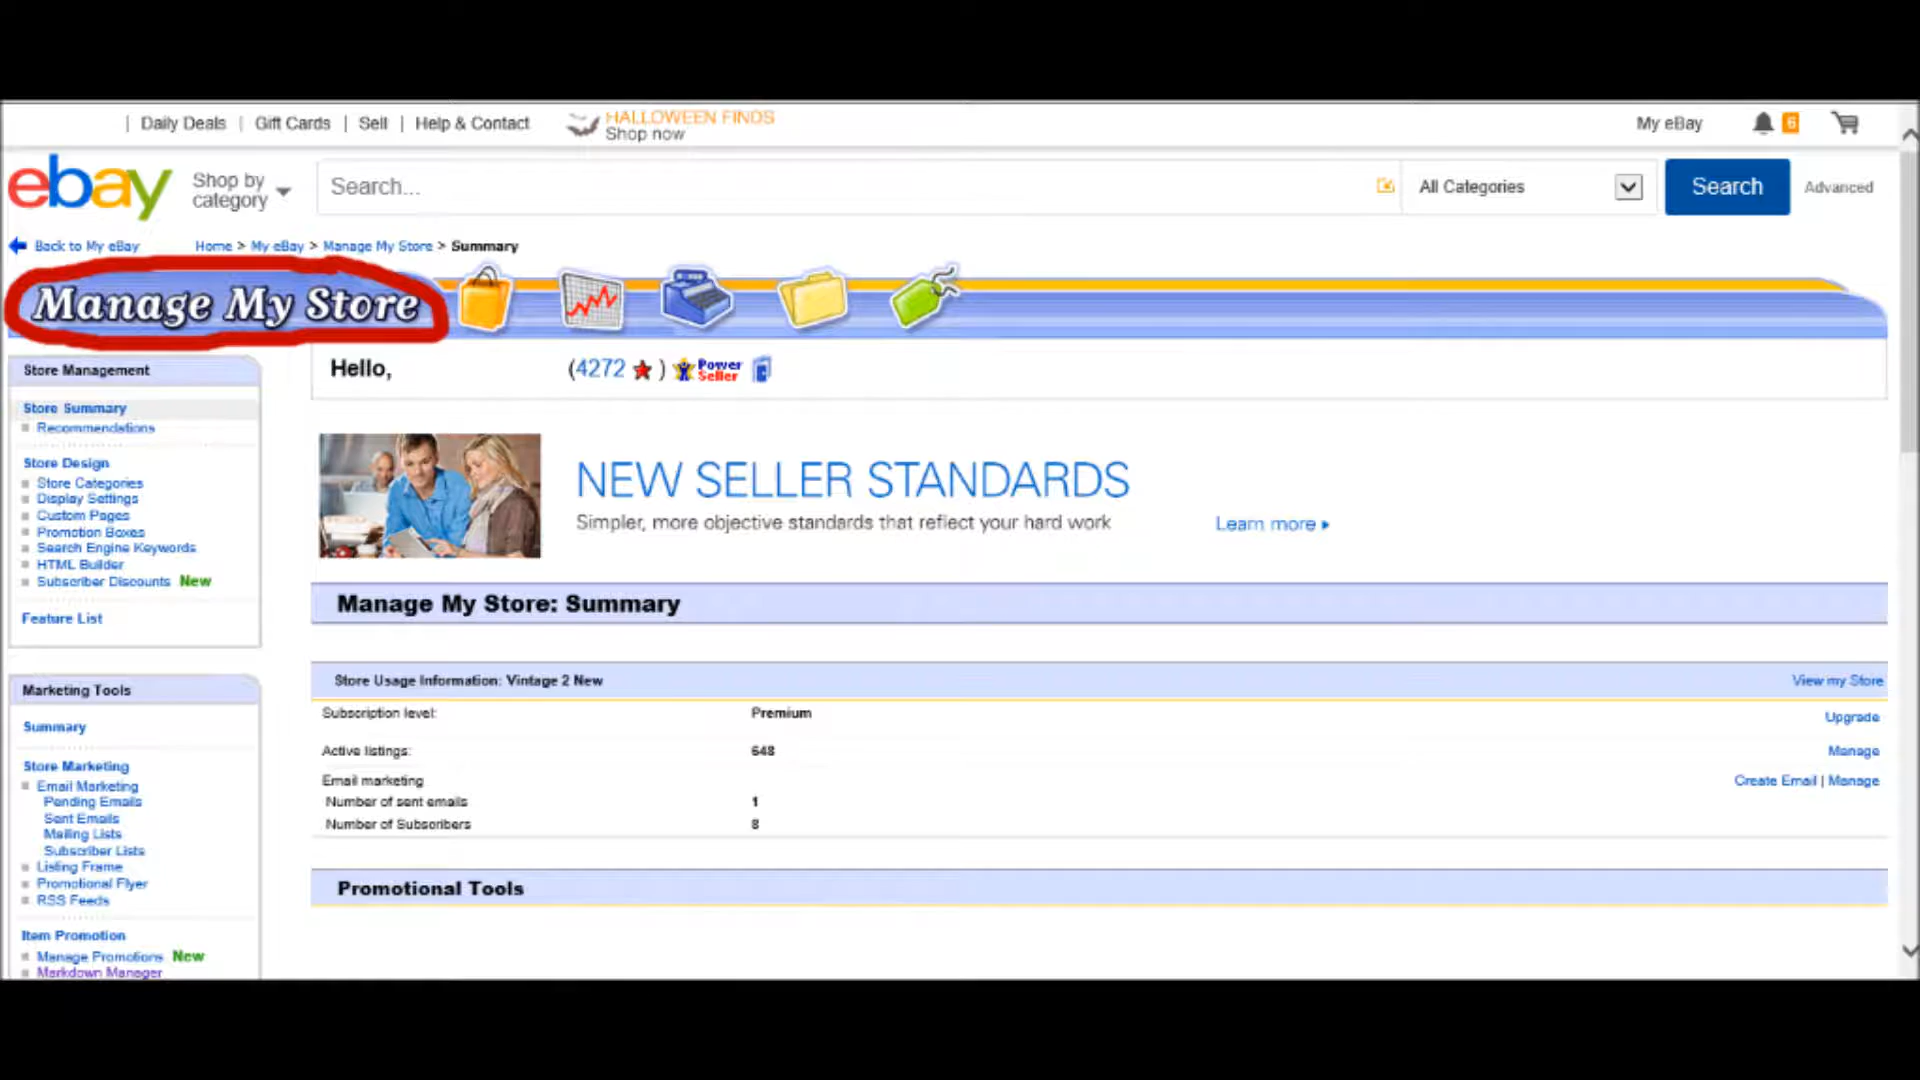 | Daily Deals | Gift Cards | Sell | Help & Contact
HALLOWEEN FINDS
Shop now
My eBay
6
ebay
Shop by category
Search...
All Categories
Search
Advanced
Back to My eBay
Home > My eBay > Manage My Store > Summary
Manage My Store
Store Management
Store Summary
Recommendations
Store Design
Store Categories
Display Settings
Custom Pages
Promotion Boxes
Search Engine Keywords
HTML Builder
Subscriber Discounts New
Feature List
Marketing Tools
Summary
Store Marketing
Email Marketing
Pending Emails
Sent Emails
Mailing Lists
Subscriber Lists
Listing Frame
Promotional Flyer
RSS Feeds
Item Promotion
Manage Promotions New
Markdown Manager
Hello, (4272 ) Power Seller
NEW SELLER STANDARDS
Simpler, more objective standards that reflect your hard work
Learn more
Manage My Store: Summary
Store Usage Information: Vintage 2 New View my Store
Subscription level: Premium Upgrade
Active listings: 648 Manage
Email marketing Create Email | Manage
Number of sent emails 1
Number of Subscribers 8
Promotional Tools